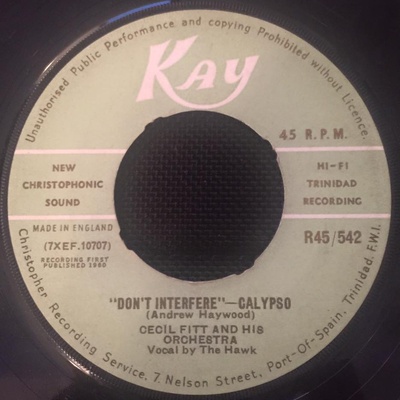 Unauthorised Public Performance and copying Prohibited without Licence.
Kay
45 R.P.M.
NEW
CHRISTOPHONIC
SOUND
HI-FI
TRINIDAD
RECORDING
MADE IN ENGLAND
(7XEF.10707)
RECORDING FIRST
PUBLISHED 1960
R45/542
"DON'T INTERFERE"—CALYPSO
(Andrew Haywood)
CECIL FITT AND HIS
ORCHESTRA
Vocal by The Hawk
Christopher Recording Service, 7, Nelson Street, Port-Of-Spain, Trinidad, F.W.I.